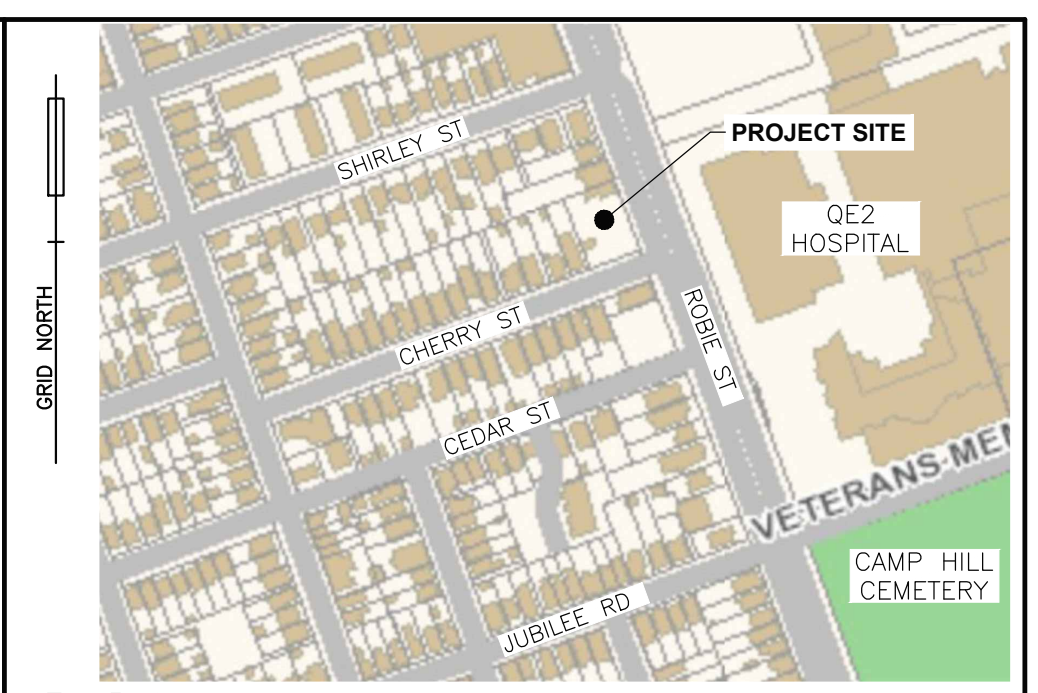 SHIRLEY ST
PROJECT SITE
QE2
HOSPITAL
GRID NORTH
CHERRY ST
ROBIE ST
CEDAR ST
VETERANS MEM
CAMP HILL
CEMETERY
JUBILEE RD